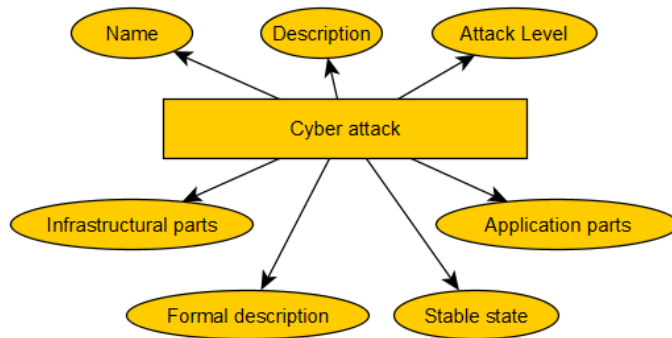 Name
Description
Attack Level
Cyber attack
Infrastructural parts
Application parts
Formal description
Stable state